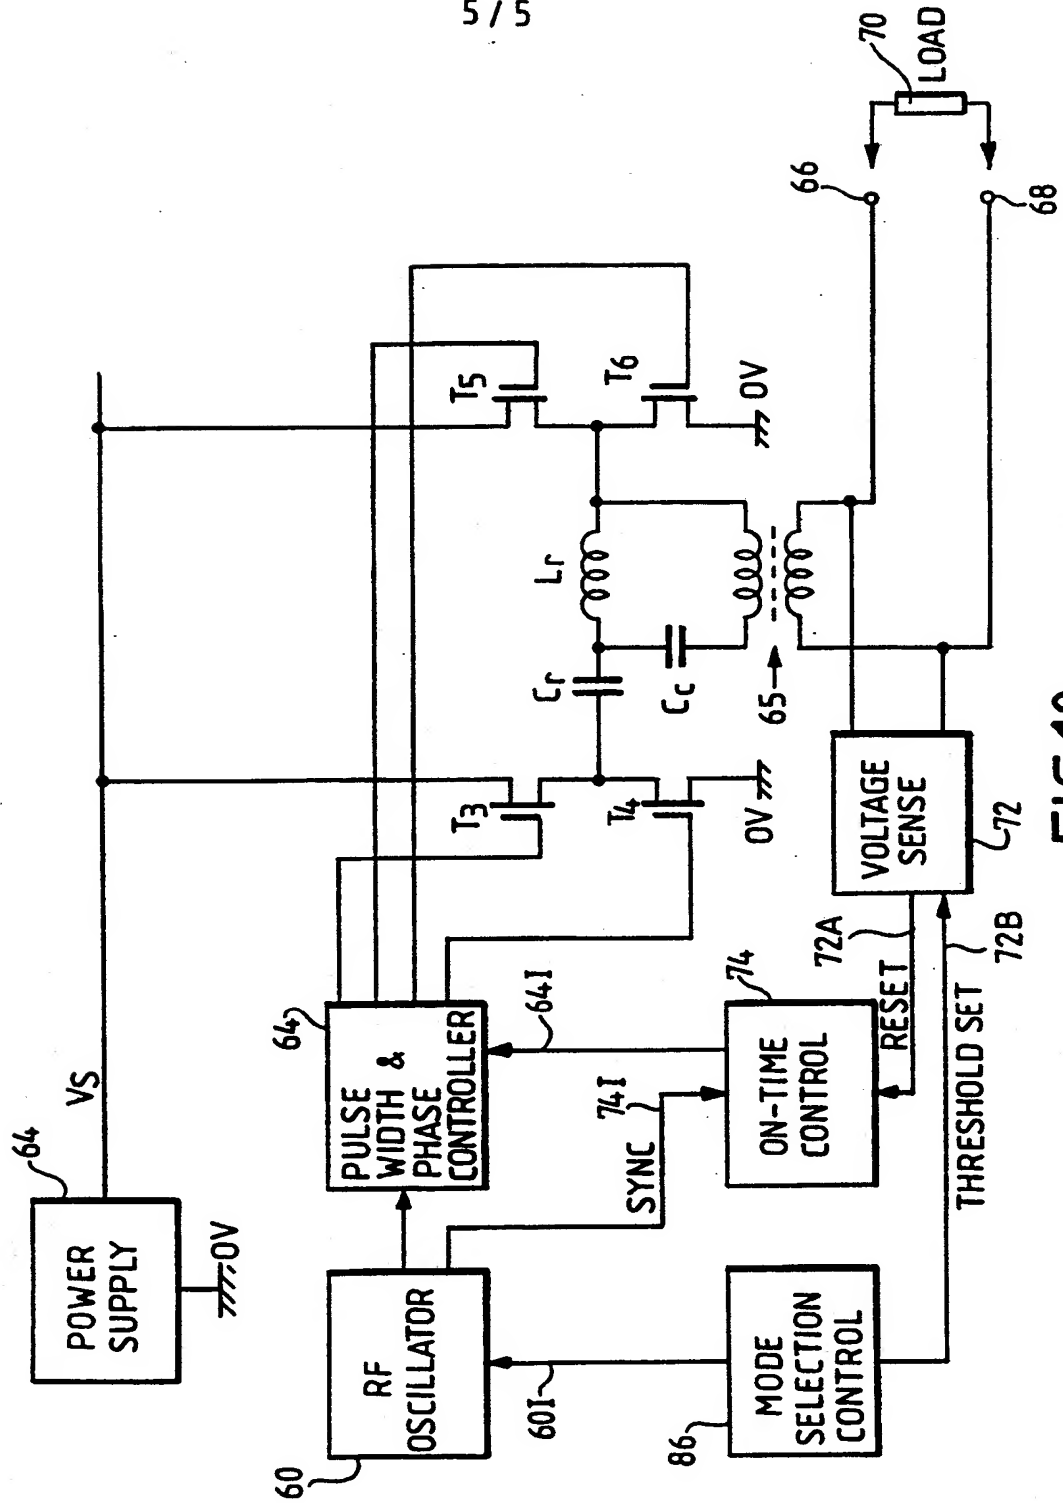 5/5
64
POWER
SUPPLY
VS
0V
60
RF
OSCILLATOR
64
PULSE
WIDTH &
PHASE
CONTROLLER
SYNC
74I
60I
64I
86
MODE
SELECTION
CONTROL
74
ON-TIME
CONTROL
RESET
72A
THRESHOLD SET
72B
VOLTAGE
SENSE
72
T3
T4
0V
Cr
Lr
Cc
65
T5
T6
0V
66
68
70
LOAD